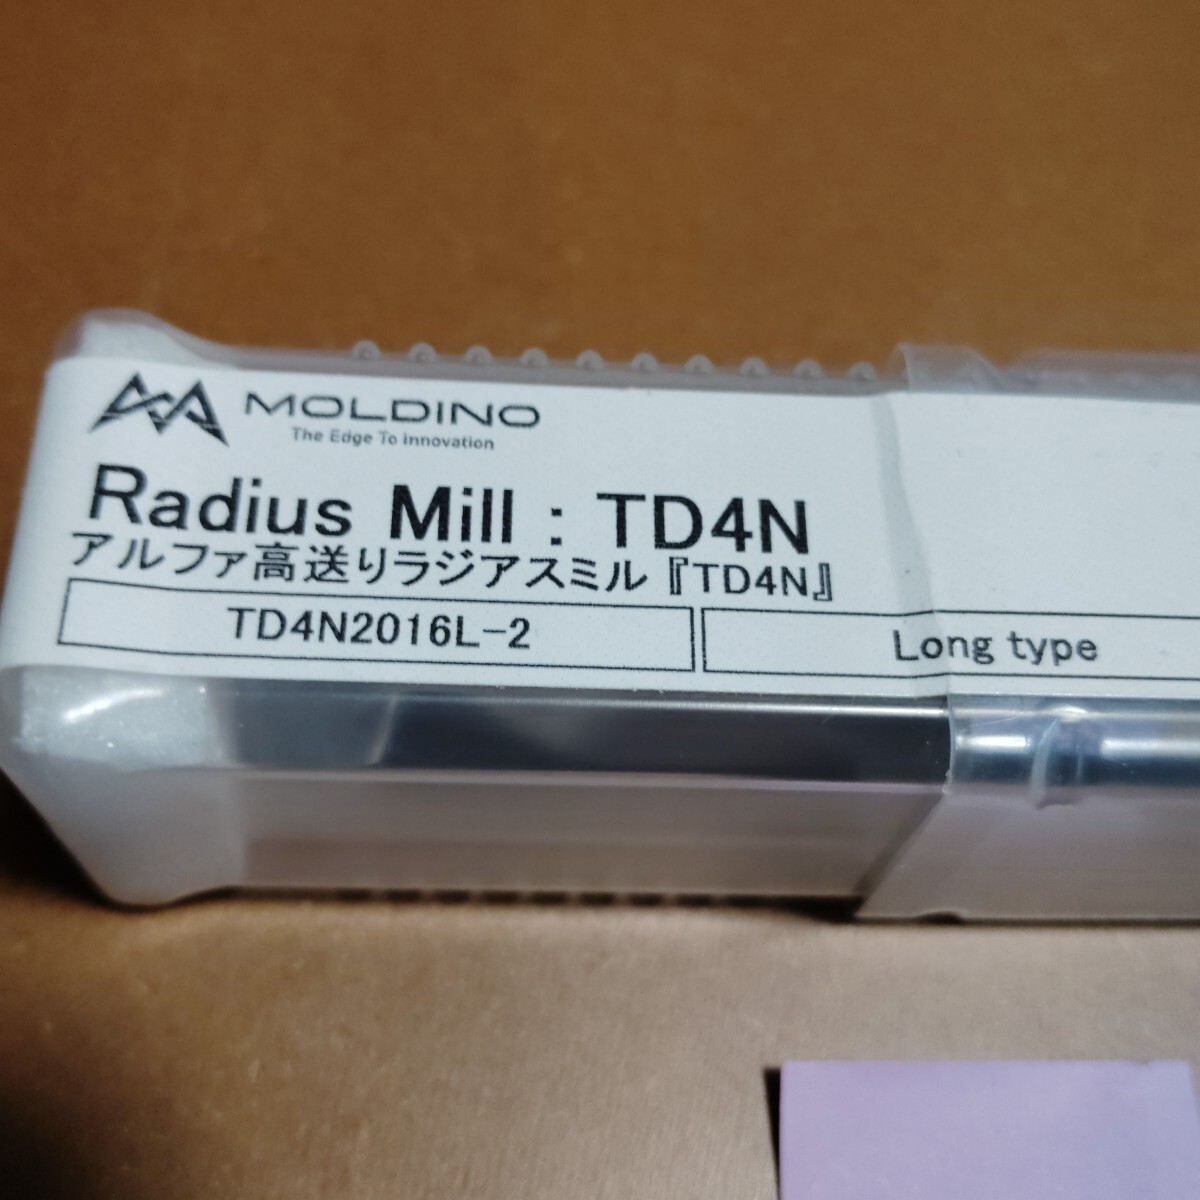 MOLDINO
The Edge To Innovation
Radius Mill : TD4N
アルファ高送りラジアスミル『TD4N』
TD4N2016L-2
Long type